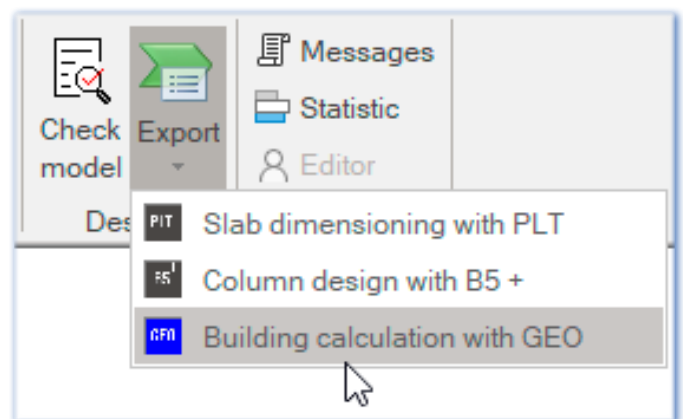 Messages
Statistic
Editor
Check model
Export
Des
PLT Slab dimensioning with PLT
B5+ Column design with B5 +
GEO Building calculation with GEO